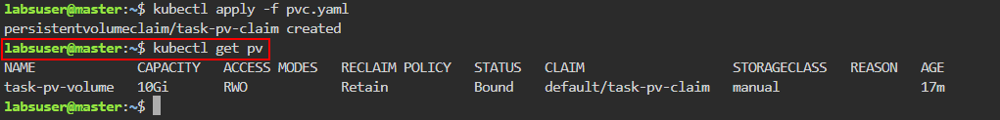 labsuser@master:~$ kubectl apply -f pvc.yaml
persistentvolumeclaim/task-pv-claim created
labsuser@master:~$ kubectl get pv
NAME CAPACITY ACCESS MODES RECLAIM POLICY STATUS CLAIM STORAGECLASS REASON AGE
task-pv-volume 10Gi RWO Retain Bound default/task-pv-claim manual 17m
labsuser@master:~$